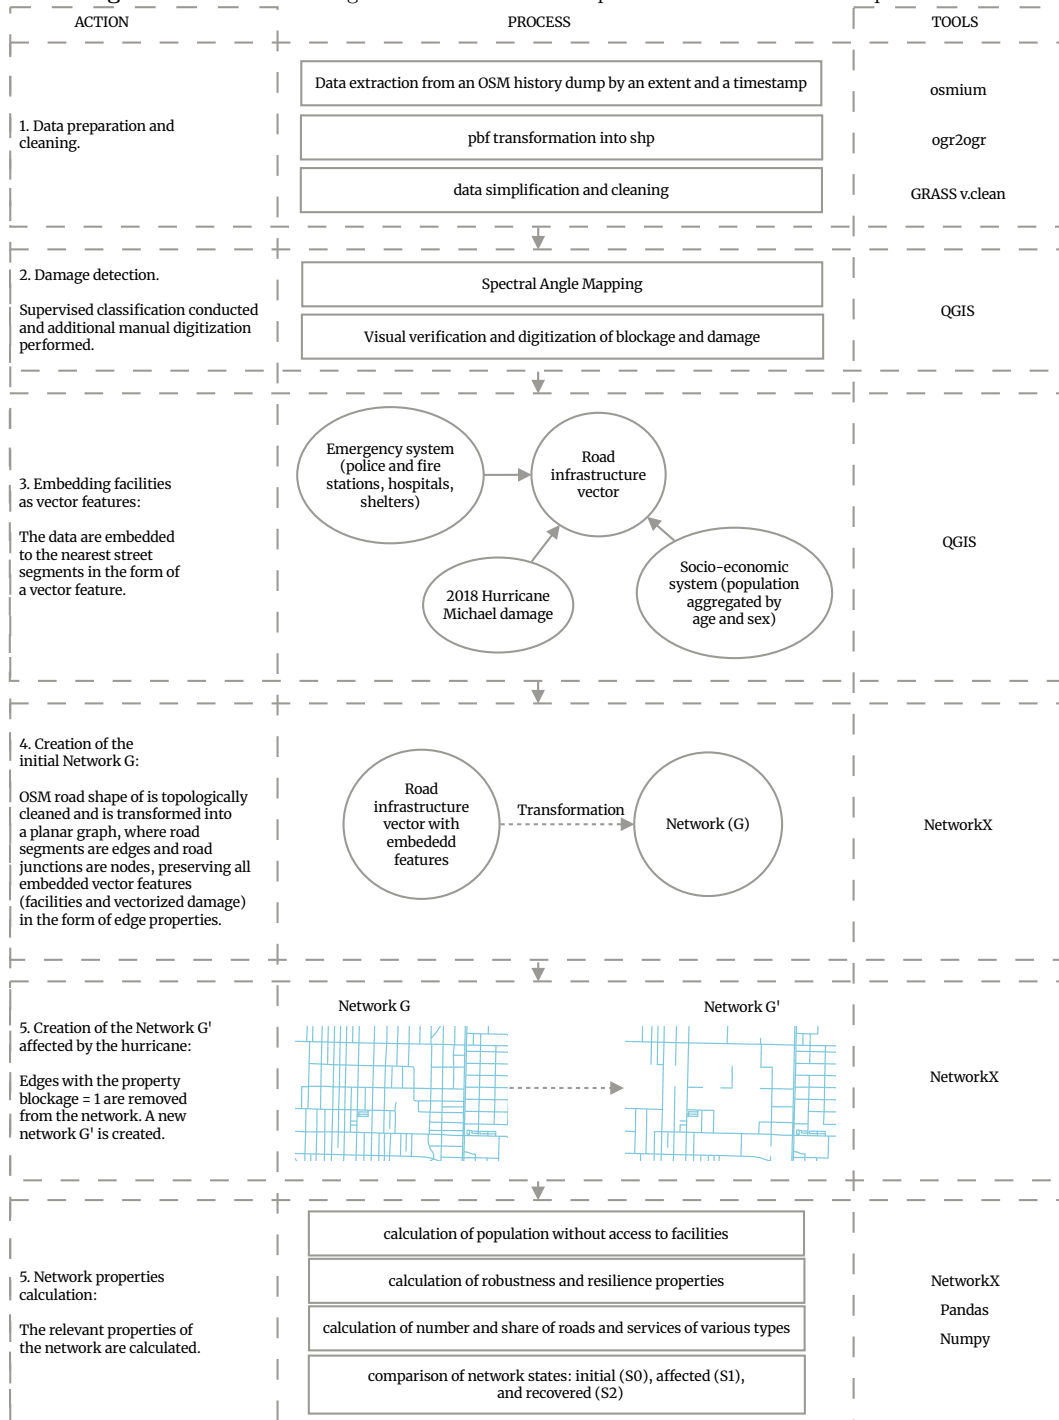 ACTION
PROCESS
TOOLS
1. Data preparation and
cleaning.
Data extraction from an OSM history dump by an extent and a timestamp
pbf transformation into shp
data simplification and cleaning
osmium
ogr2ogr
GRASS v.clean
2. Damage detection.
Supervised classification conducted
and additional manual digitization
performed.
Spectral Angle Mapping
Visual verification and digitization of blockage and damage
QGIS
3. Embedding facilities
as vector features:
The data are embedded
to the nearest street
segments in the form of
a vector feature.
Emergency system
(police and fire
stations, hospitals,
shelters)
Road
infrastructure
vector
2018 Hurricane
Michael damage
Socio-economic
system (population
aggregated by
age and sex)
QGIS
4. Creation of the
initial Network G:
OSM road shape of is topologically
cleaned and is transformed into
a planar graph, where road
segments are edges and road
junctions are nodes, preserving all
embedded vector features
(facilities and vectorized damage)
in the form of edge properties.
Road
infrastructure
vector with
embededd
features
Transformation
Network (G)
NetworkX
5. Creation of the Network G'
affected by the hurricane:
Edges with the property
blockage = 1 are removed
from the network. A new
network G' is created.
Network G
Network G'
NetworkX
5. Network properties
calculation:
The relevant properties of
the network are calculated.
calculation of population without access to facilities
calculation of robustness and resilience properties
calculation of number and share of roads and services of various types
comparison of network states: initial (S0), affected (S1),
and recovered (S2)
NetworkX
Pandas
Numpy